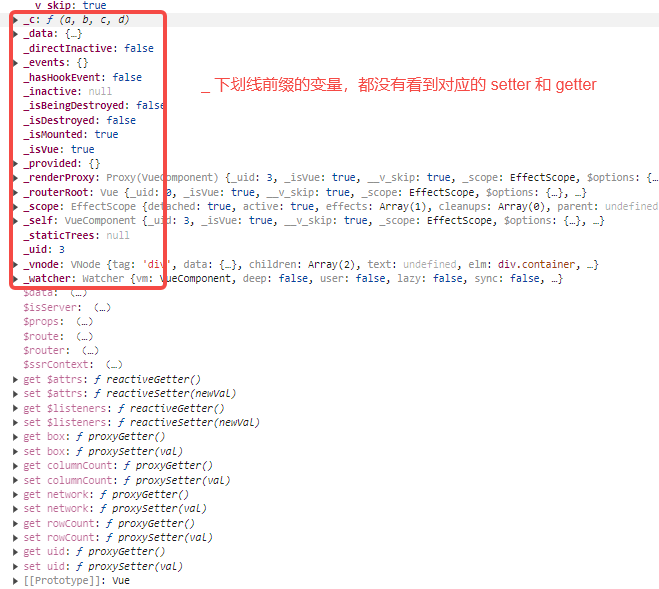 v_skip: true
_c: ƒ (a, b, c, d)
_data: {…}
_directInactive: false
_events: {}
_hasHookEvent: false
_inactive: null
_isBeingDestroyed: false
_isDestroyed: false
_isMounted: true
_isVue: true
_provided: {}
_renderProxy: Proxy(VueComponent) {_uid: 3, _isVue: true, __v_skip: true, _scope: EffectScope, $options: {…
_routerRoot: Vue {_uid: 0, _isVue: true, __v_skip: true, _scope: EffectScope, $options: {…}, …}
_scope: EffectScope {detached: true, active: true, effects: Array(1), cleanups: Array(0), parent: undefined
_self: VueComponent {_uid: 3, _isVue: true, __v_skip: true, _scope: EffectScope, $options: {…}, …}
_staticTrees: null
_uid: 3
_vnode: VNode {tag: 'div', data: {…}, children: Array(2), text: undefined, elm: div.container, …}
_watcher: Watcher {vm: VueComponent, deep: false, user: false, lazy: false, sync: false, …}
_ 下划线前缀的变量，都没有看到对应的 setter 和 getter
$data: (…)
$isServer: (…)
$props: (…)
$route: (…)
$router: (…)
$ssrContext: (…)
get $attrs: ƒ reactiveGetter()
set $attrs: ƒ reactiveSetter(newVal)
get $listeners: ƒ reactiveGetter()
set $listeners: ƒ reactiveSetter(newVal)
get box: ƒ proxyGetter()
set box: ƒ proxySetter(val)
get columnCount: ƒ proxyGetter()
set columnCount: ƒ proxySetter(val)
get network: ƒ proxyGetter()
set network: ƒ proxySetter(val)
get rowCount: ƒ proxyGetter()
set rowCount: ƒ proxySetter(val)
get uid: ƒ proxyGetter()
set uid: ƒ proxySetter(val)
[[Prototype]]: Vue